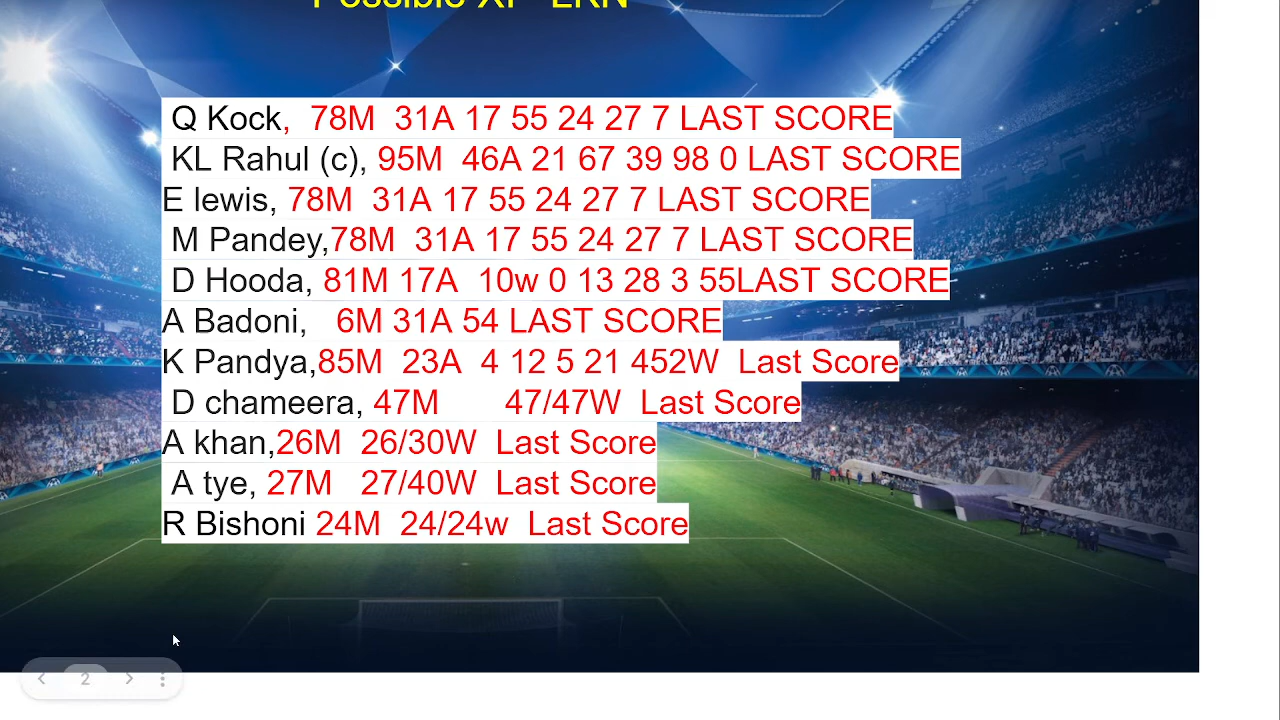 Possible XI LKN
Q Kock, 78M 31A 17 55 24 27 7 LAST SCORE
KL Rahul (c), 95M 46A 21 67 39 98 0 LAST SCORE
E lewis, 78M 31A 17 55 24 27 7 LAST SCORE
M Pandey,78M 31A 17 55 24 27 7 LAST SCORE
D Hooda, 81M 17A 10w 0 13 28 3 55LAST SCORE
A Badoni, 6M 31A 54 LAST SCORE
K Pandya,85M 23A 4 12 5 21 452W Last Score
D chameera, 47M 47/47W Last Score
A khan,26M 26/30W Last Score
A tye, 27M 27/40W Last Score
R Bishoni 24M 24/24w Last Score
2